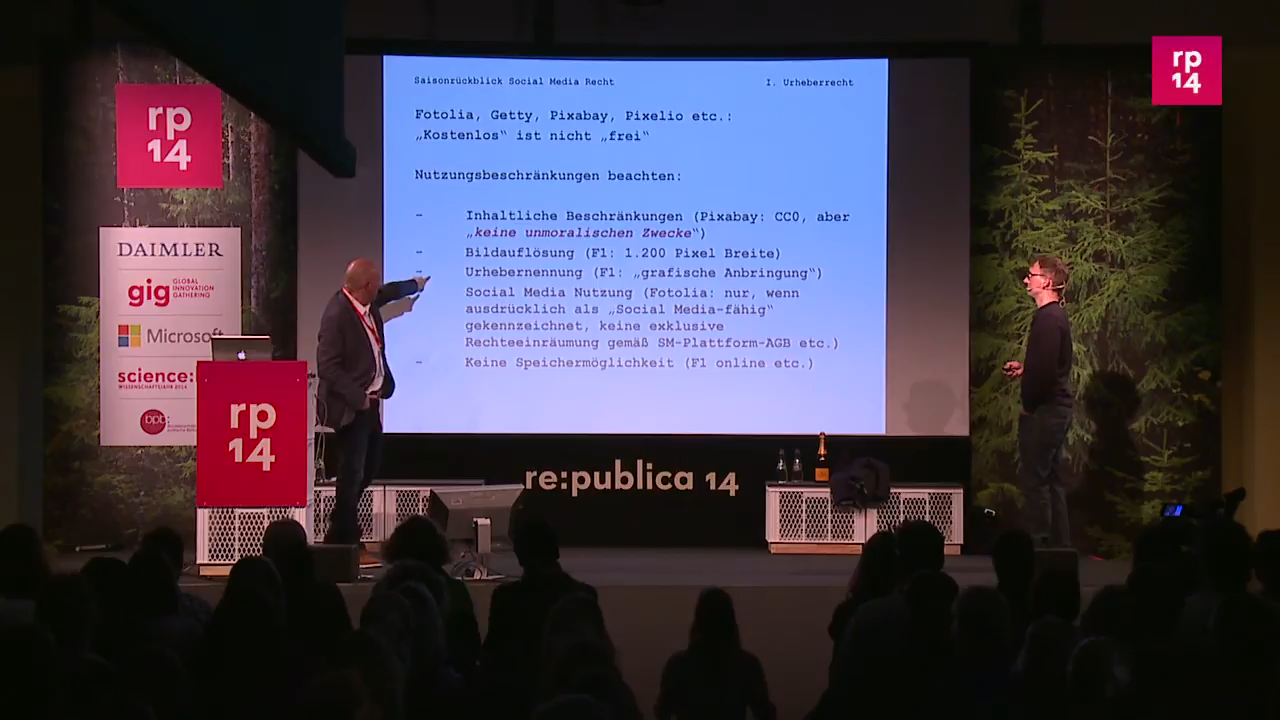 rp
14
rp
14
DAIMLER
gig GLOBAL
INNOVATION
GATHERING
Microsoft
science:
WISSENSCHAFTSJAHR 2014
bpb:
rp
14
Saisonrückblick Social Media Recht
I. Urheberrecht
Fotolia, Getty, Pixabay, Pixelio etc.:
„Kostenlos“ ist nicht „frei“
Nutzungsbeschränkungen beachten:
- Inhaltliche Beschränkungen (Pixabay: CC0, aber
„keine unmoralischen Zwecke“)
- Bildauflösung (F1: 1.200 Pixel Breite)
- Urhebernennung (F1: „grafische Anbringung“)
Social Media Nutzung (Fotolia: nur, wenn
ausdrücklich als „Social Media-fähig“
gekennzeichnet, keine exklusive
Rechteeinräumung gemäß SM-Plattform-AGB etc.)
- Keine Speichermöglichkeit (F1 online etc.)
re:publica 14